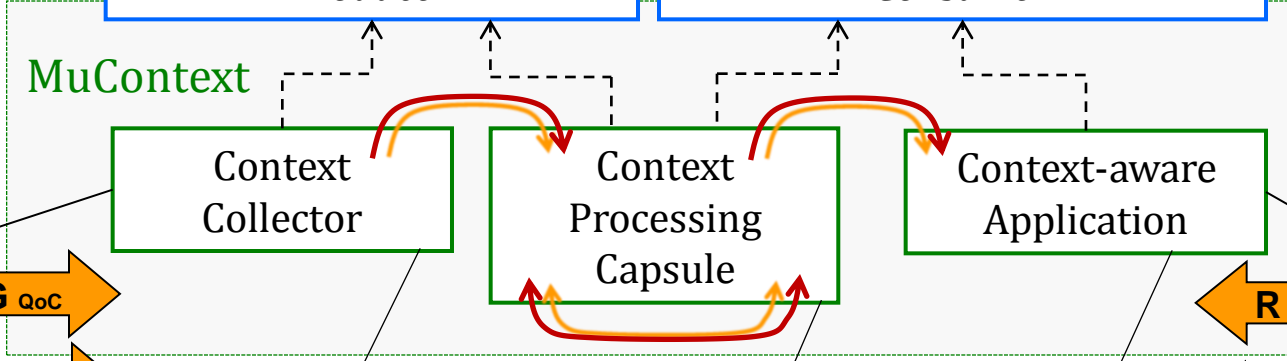 MuContext
Context
Collector
Context
Processing
Capsule
Context-aware
Application
G QoC
R